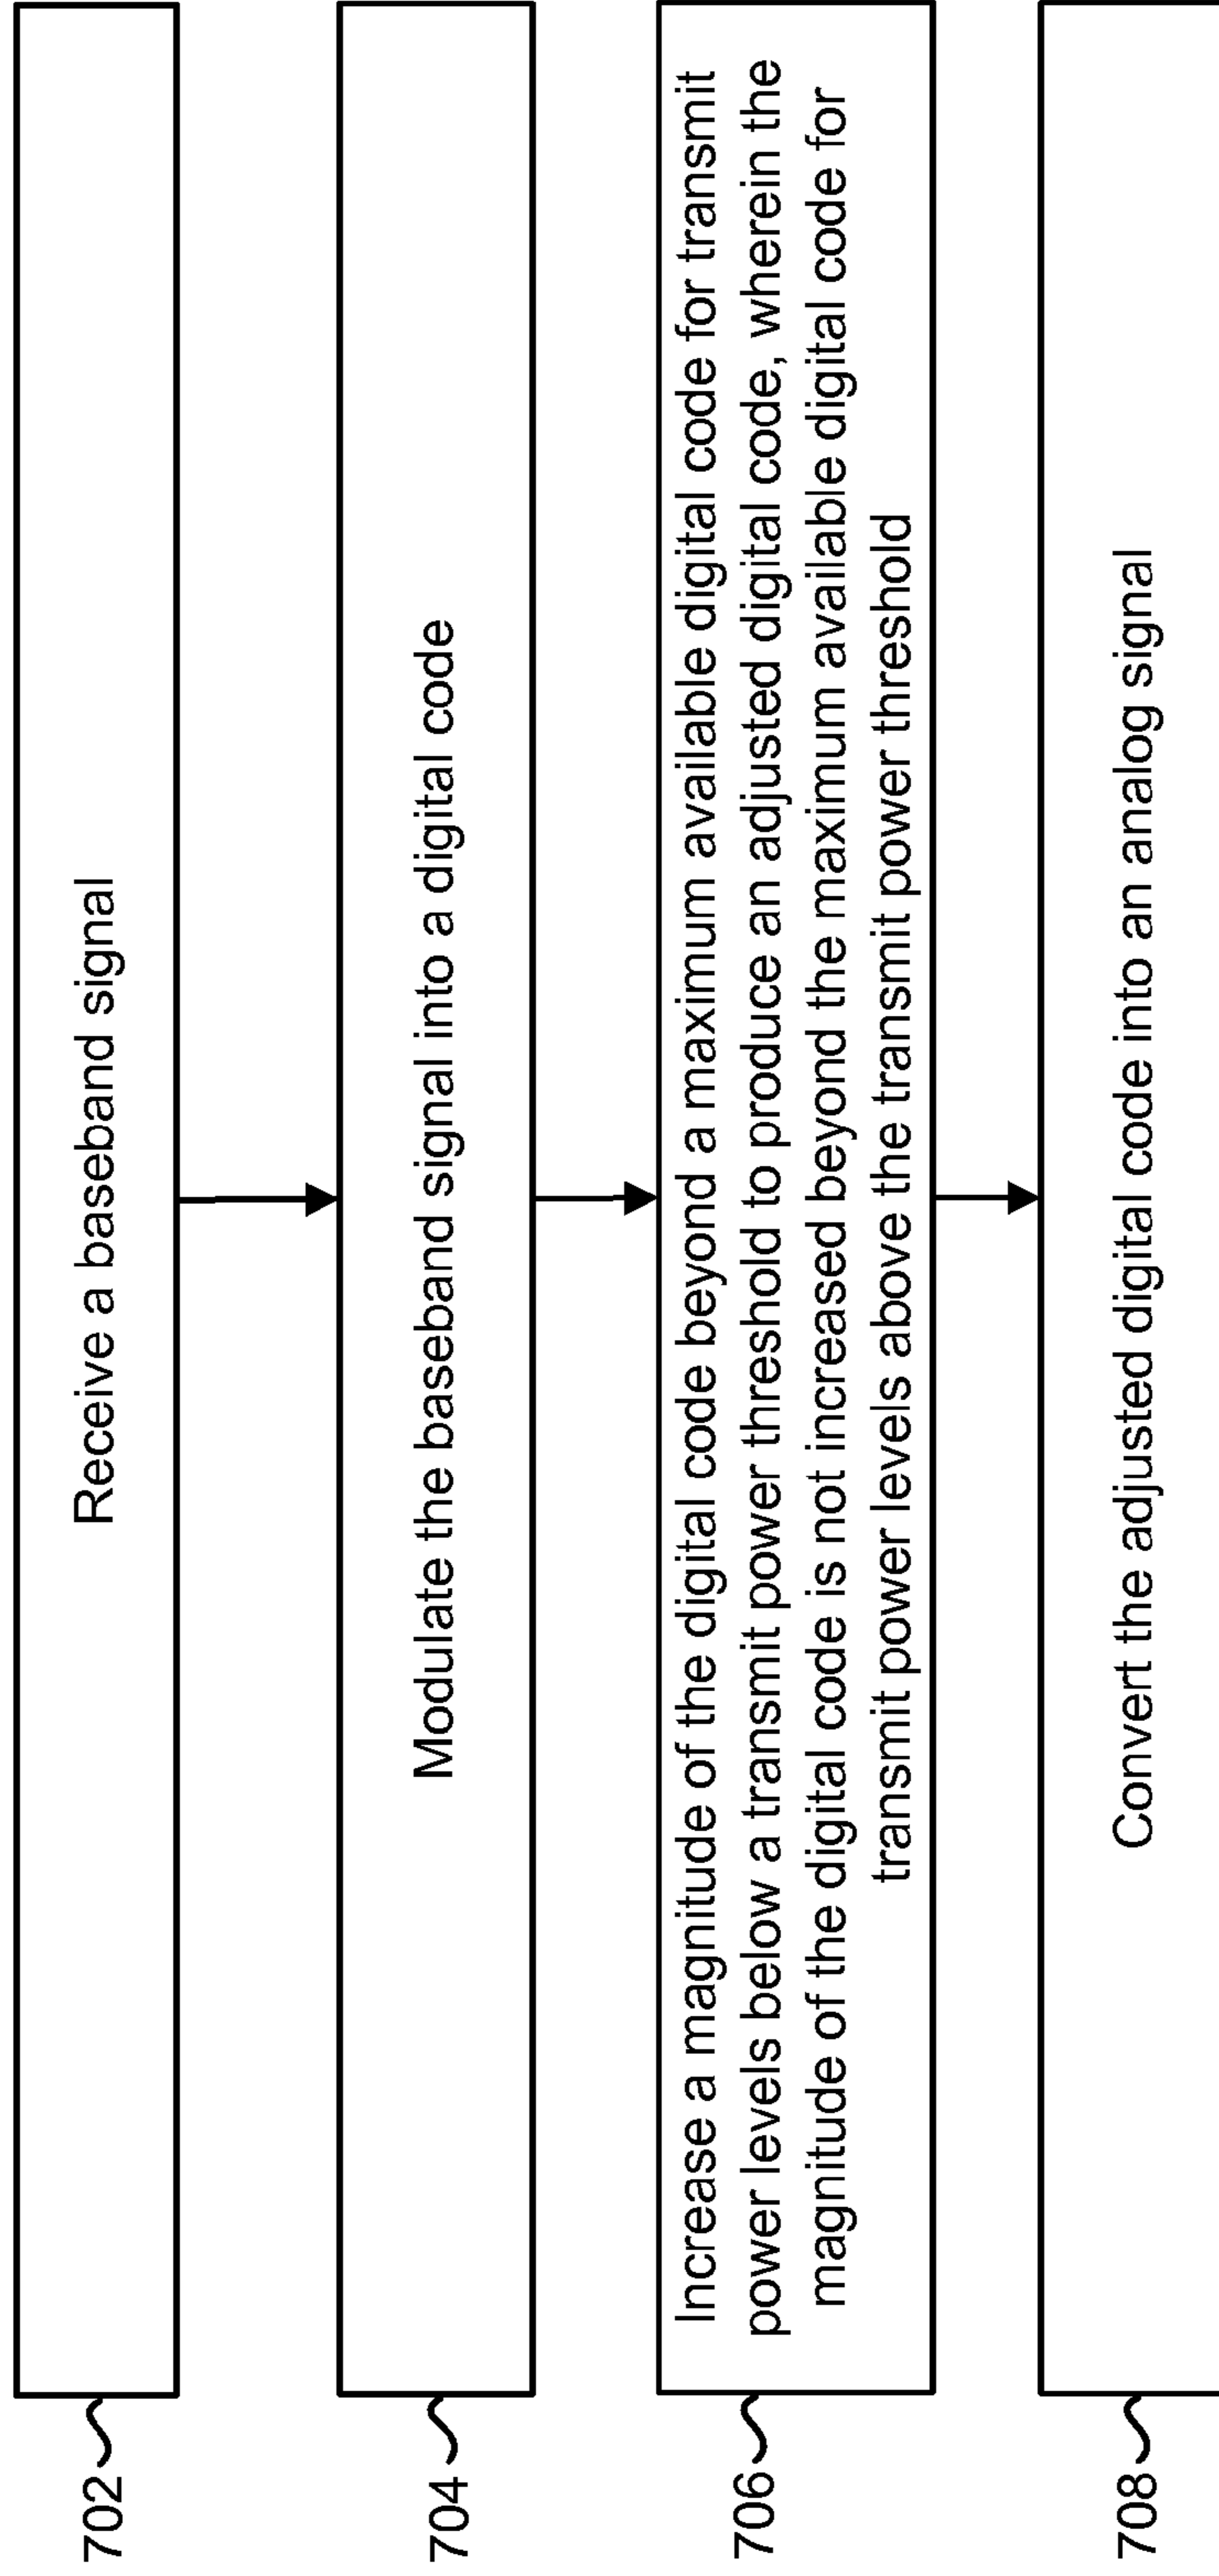 702
Receive a baseband signal
704
Modulate the baseband signal into a digital code
706
Increase a magnitude of the digital code beyond a maximum available digital code for transmit
power levels below a transmit power threshold to produce an adjusted digital code, wherein the
magnitude of the digital code is not increased beyond the maximum available digital code for
transmit power levels above the transmit power threshold
708
Convert the adjusted digital code into an analog signal